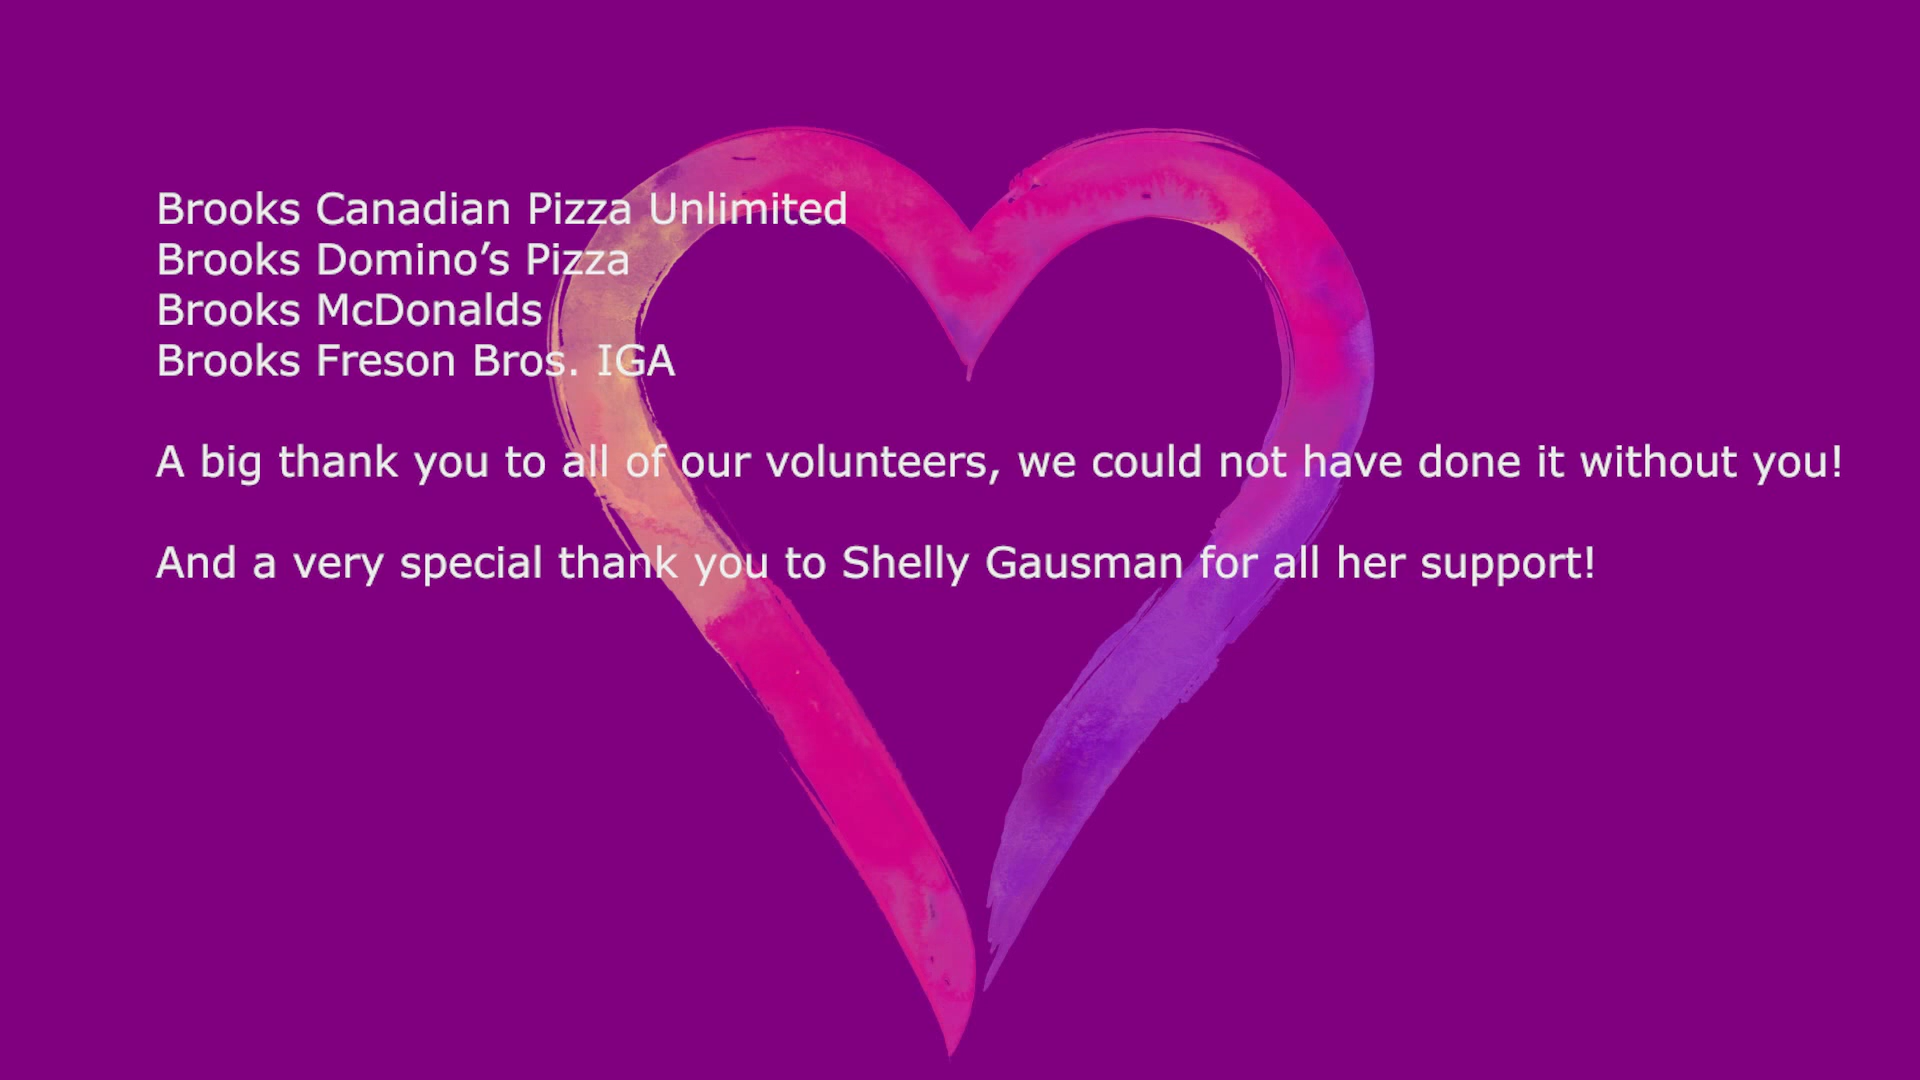 Brooks Canadian Pizza Unlimited
Brooks Domino’s Pizza
Brooks McDonalds
Brooks Freson Bros. IGA
A big thank you to all of our volunteers, we could not have done it without you!
And a very special thank you to Shelly Gausman for all her support!